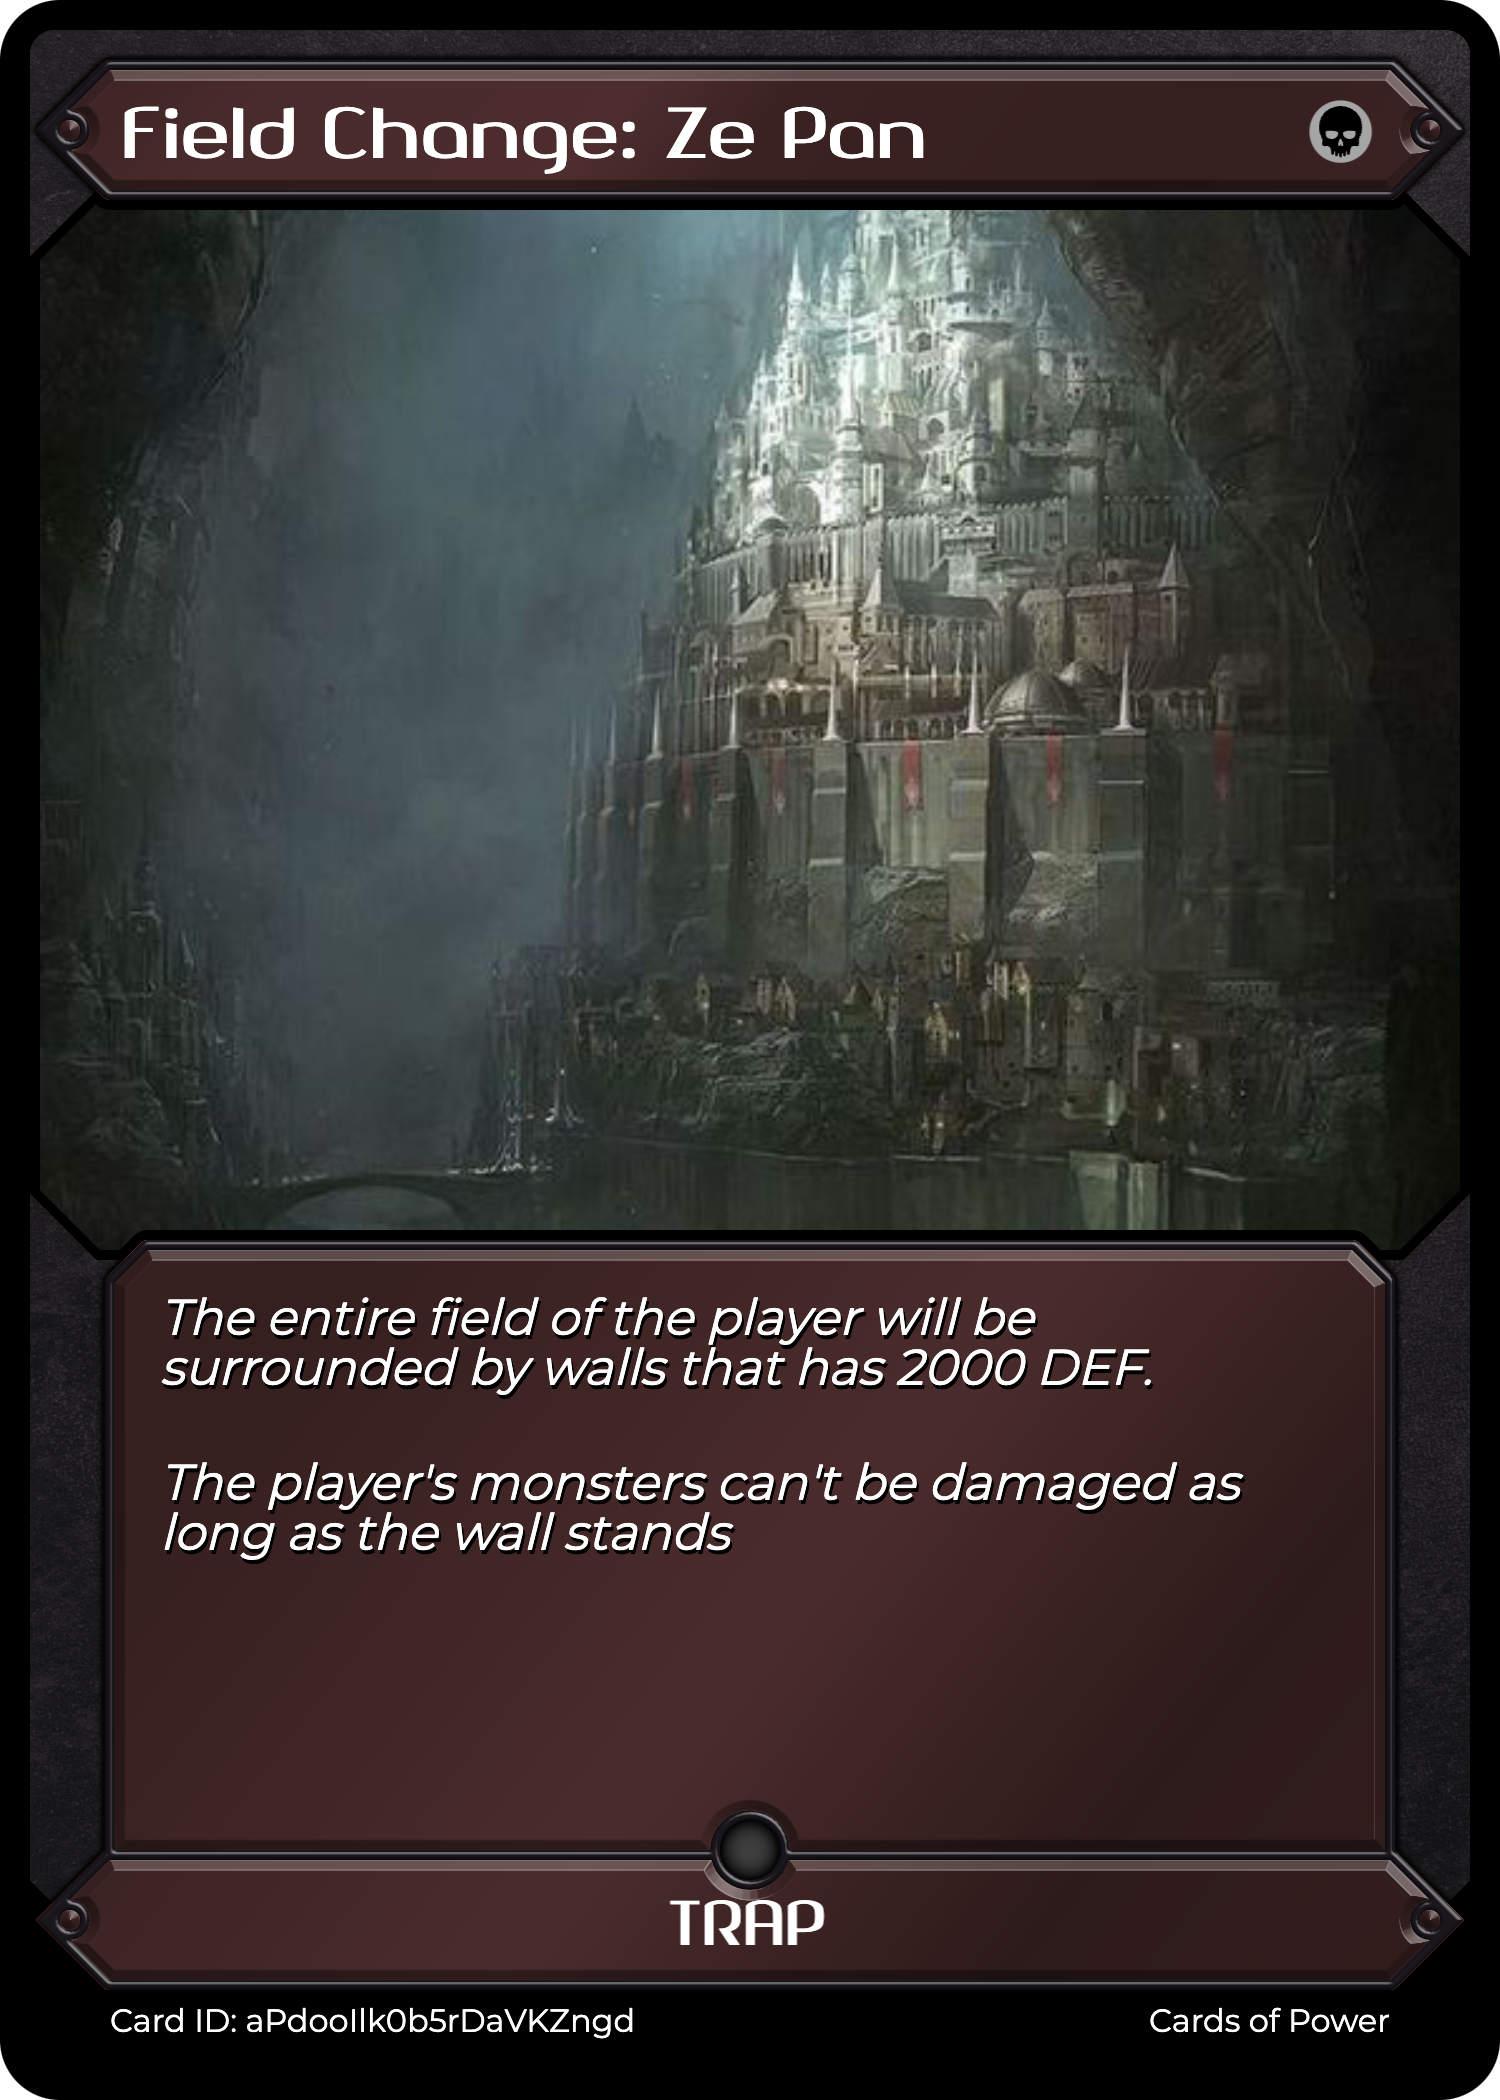 Field Change: Ze Pan
The entire field of the player will be
surrounded by walls that has 2000 DEF.
The player's monsters can't be damaged as
long as the wall stands
TRAP
Card ID: aPdooIlk0b5rDaVKZngd
Cards of Power